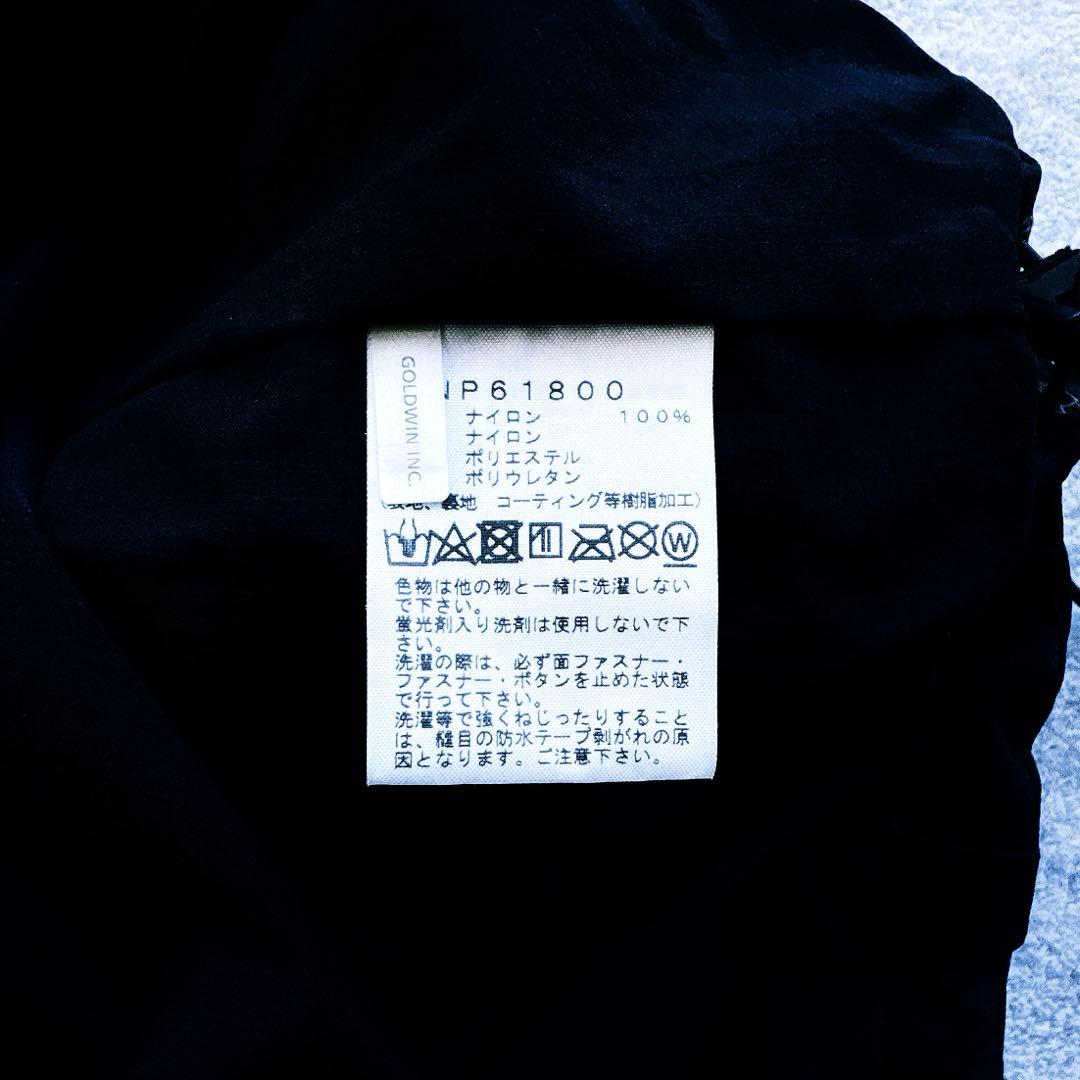 GOLDWIN INC.
NP61800
ナイロン 100%
ナイロン
ポリエステル
ポリウレタン
(表地、裏地 コーティング等樹脂加工)
W
色物は他の物と一緒に洗濯しない
で下さい。
蛍光剤入り洗剤は使用しないで下
さい。
洗濯の際は、必ず面ファスナー・
ファスナー・ボタンを止めた状態
で行って下さい。
洗濯等で強くねじったりすること
は、縫目の防水テープ剥がれの原
因となります。ご注意下さい。